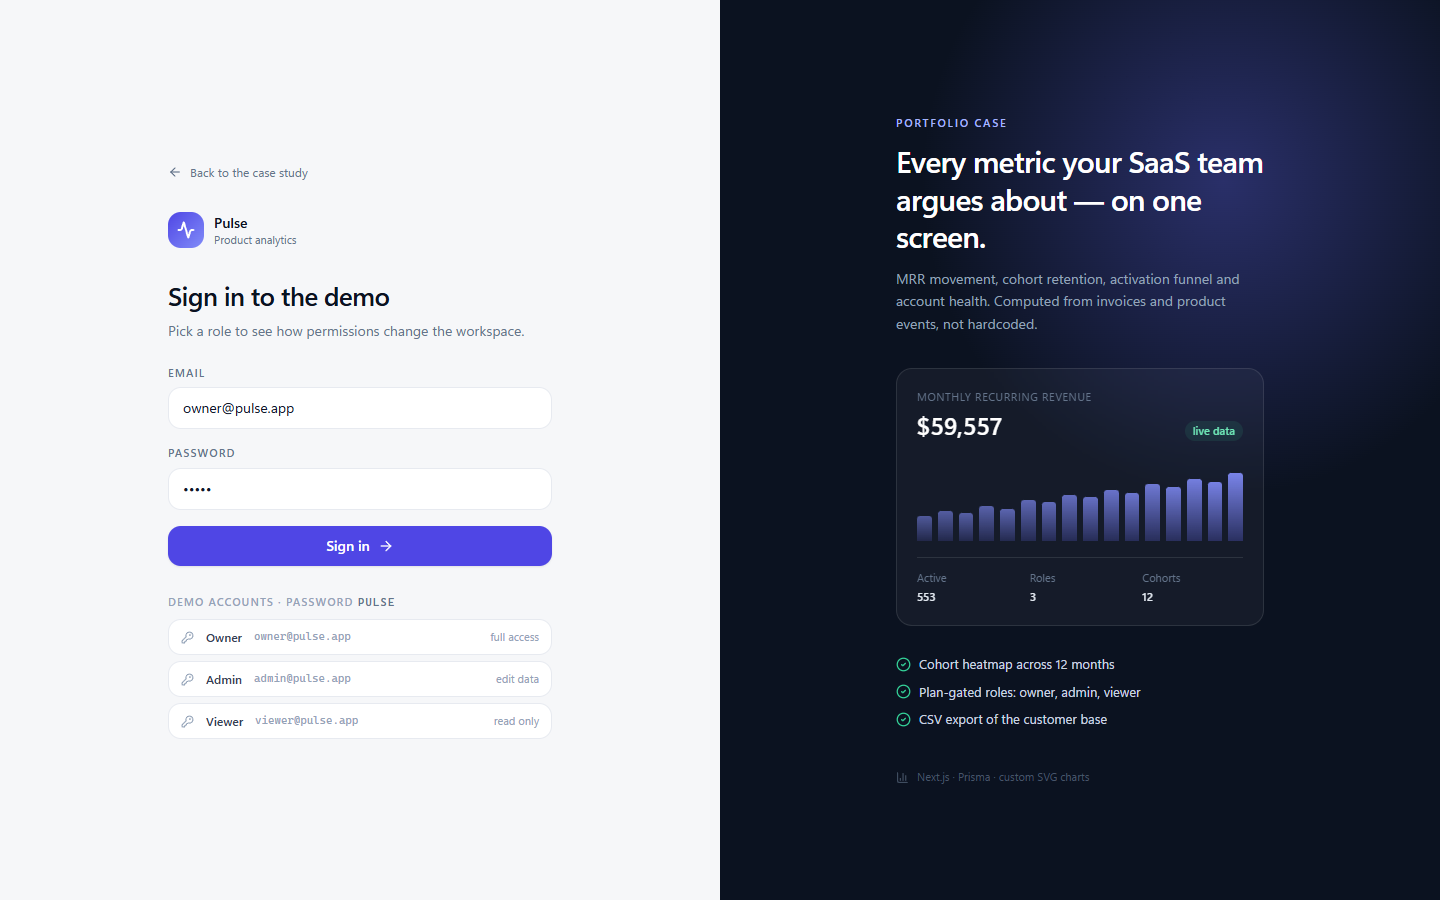 Back to the case study
Pulse
Product analytics
Sign in to the demo
Pick a role to see how permissions change the workspace.
EMAIL
owner@pulse.app
PASSWORD
•••••
Sign in
DEMO ACCOUNTS · PASSWORD PULSE
Owner owner@pulse.app full access
Admin admin@pulse.app edit data
Viewer viewer@pulse.app read only
PORTFOLIO CASE
Every metric your SaaS team
argues about — on one
screen.
MRR movement, cohort retention, activation funnel and
account health. Computed from invoices and product
events, not hardcoded.
MONTHLY RECURRING REVENUE
$59,557
live data
Active Roles Cohorts
553 3 12
Cohort heatmap across 12 months
Plan-gated roles: owner, admin, viewer
CSV export of the customer base
Next.js · Prisma · custom SVG charts